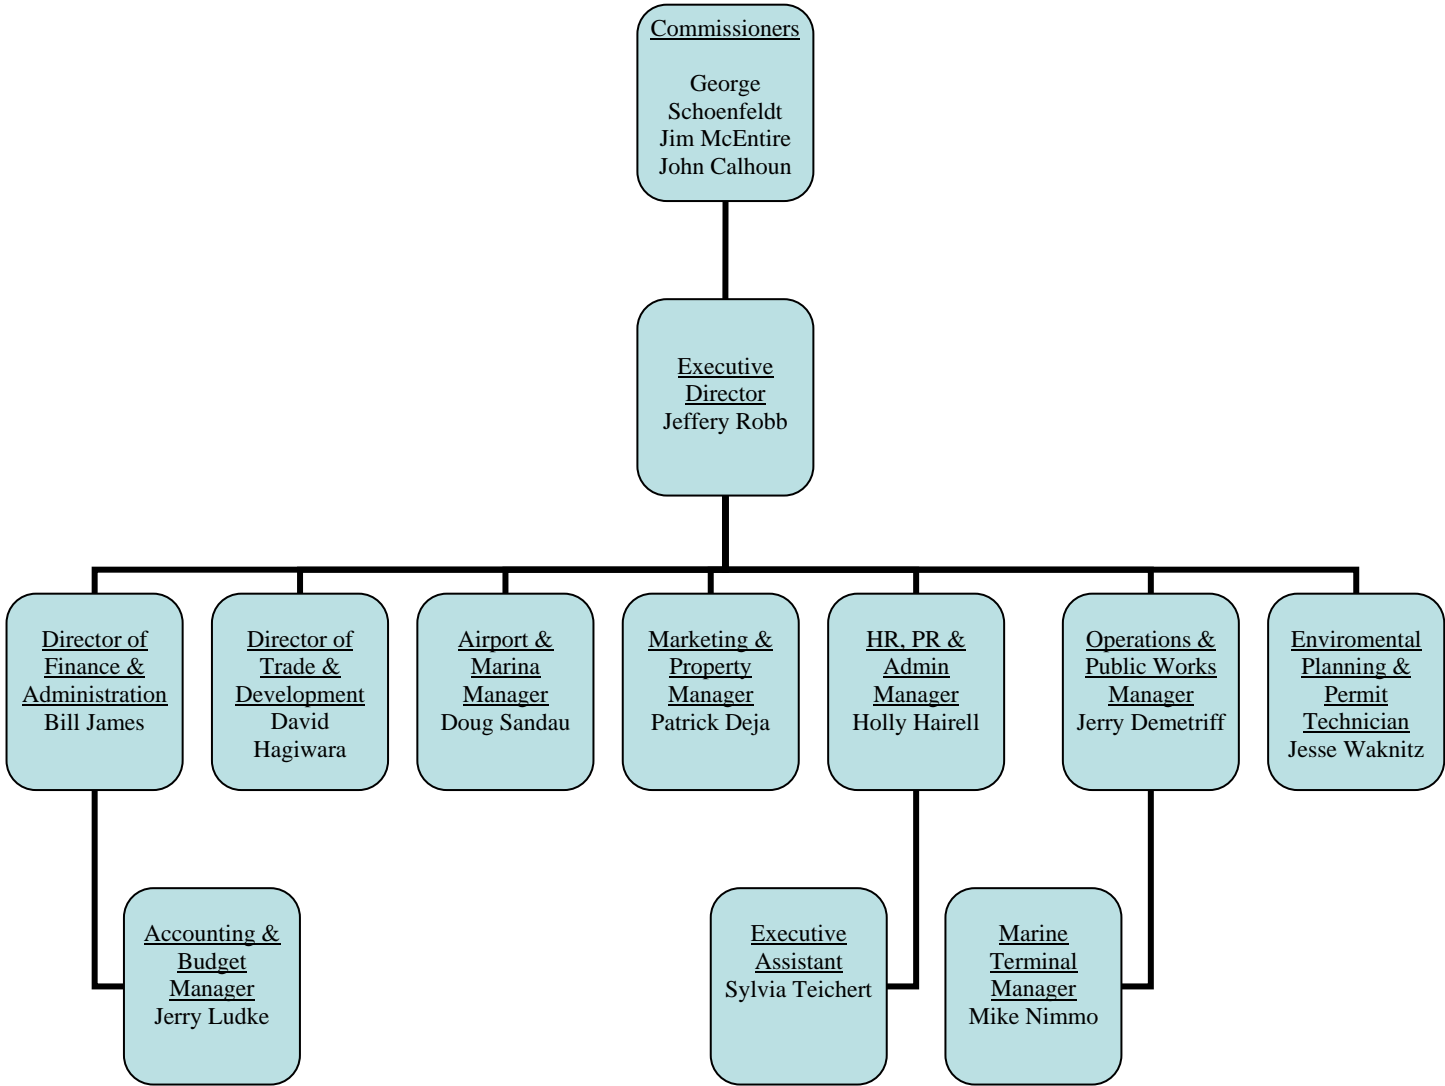 Commissioners
George
Schoenfeldt
Jim McEntire
John Calhoun
Executive
Director
Jeffery Robb
Director of
Finance &
Administration
Bill James
Director of
Trade &
Development
David
Hagiwara
Airport &
Marina
Manager
Doug Sandau
Marketing &
Property
Manager
Patrick Deja
HR, PR &
Admin
Manager
Holly Hairell
Operations &
Public Works
Manager
Jerry Demetriff
Enviromental
Planning &
Permit
Technician
Jesse Waknitz
Accounting &
Budget
Manager
Jerry Ludke
Executive
Assistant
Sylvia Teichert
Marine
Terminal
Manager
Mike Nimmo